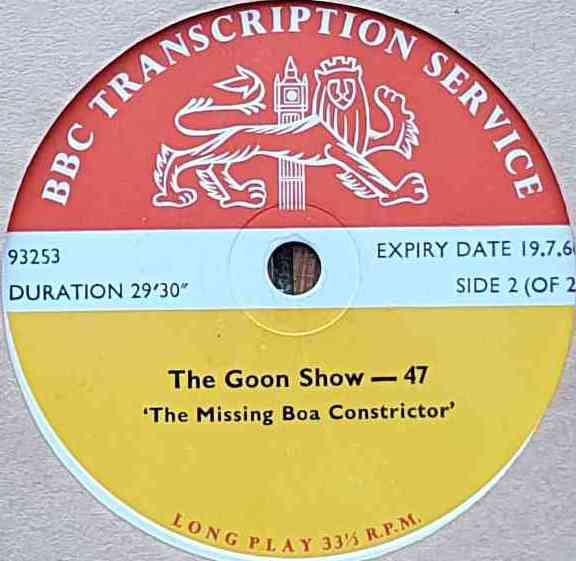 BBC TRANSCRIPTION SERVICE
93253
EXPIRY DATE 19.7.6
DURATION 29'30"
SIDE 2 (OF 2
The Goon Show — 47
‘The Missing Boa Constrictor’
LONG PLAY 33⅓ R.P.M.